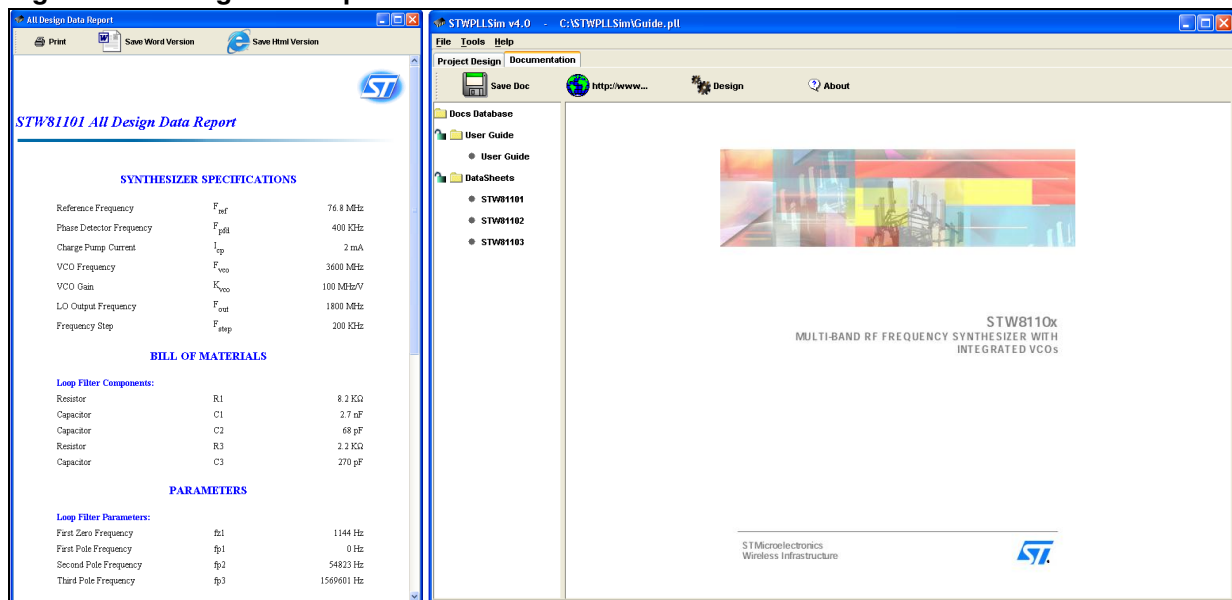 All Design Data Report
Print
Save Word Version
Save Html Version
STW81101 All Design Data Report
SYNTHESIZER SPECIFICATIONS
Reference Frequency Fref 76.8 MHz
Phase Detector Frequency Fpfd 400 KHz
Charge Pump Current Icp 2 mA
VCO Frequency Fvco 3600 MHz
VCO Gain Kvco 100 MHz/V
LO Output Frequency Fout 1800 MHz
Frequency Step Fstep 200 KHz
BILL OF MATERIALS
Loop Filter Components:
Resistor R1 8.2 KΩ
Capacitor C1 2.7 nF
Capacitor C2 68 pF
Resistor R3 2.2 KΩ
Capacitor C3 270 pF
PARAMETERS
Loop Filter Parameters:
First Zero Frequency fz1 1144 Hz
First Pole Frequency fp1 0 Hz
Second Pole Frequency fp2 54823 Hz
Third Pole Frequency fp3 1569601 Hz
STWPLLSim v4.0 - C:\STWPLLSim\Guide.pll
File Tools Help
Project Design Documentation
Save Doc
http://www...
Design
About
Docs Database
User Guide
User Guide
DataSheets
STW81101
STW81102
STW81103
STW8110x
MULTI-BAND RF FREQUENCY SYNTHESIZER WITH
INTEGRATED VCOs
STMicroelectronics
Wireless Infrastructure
ST